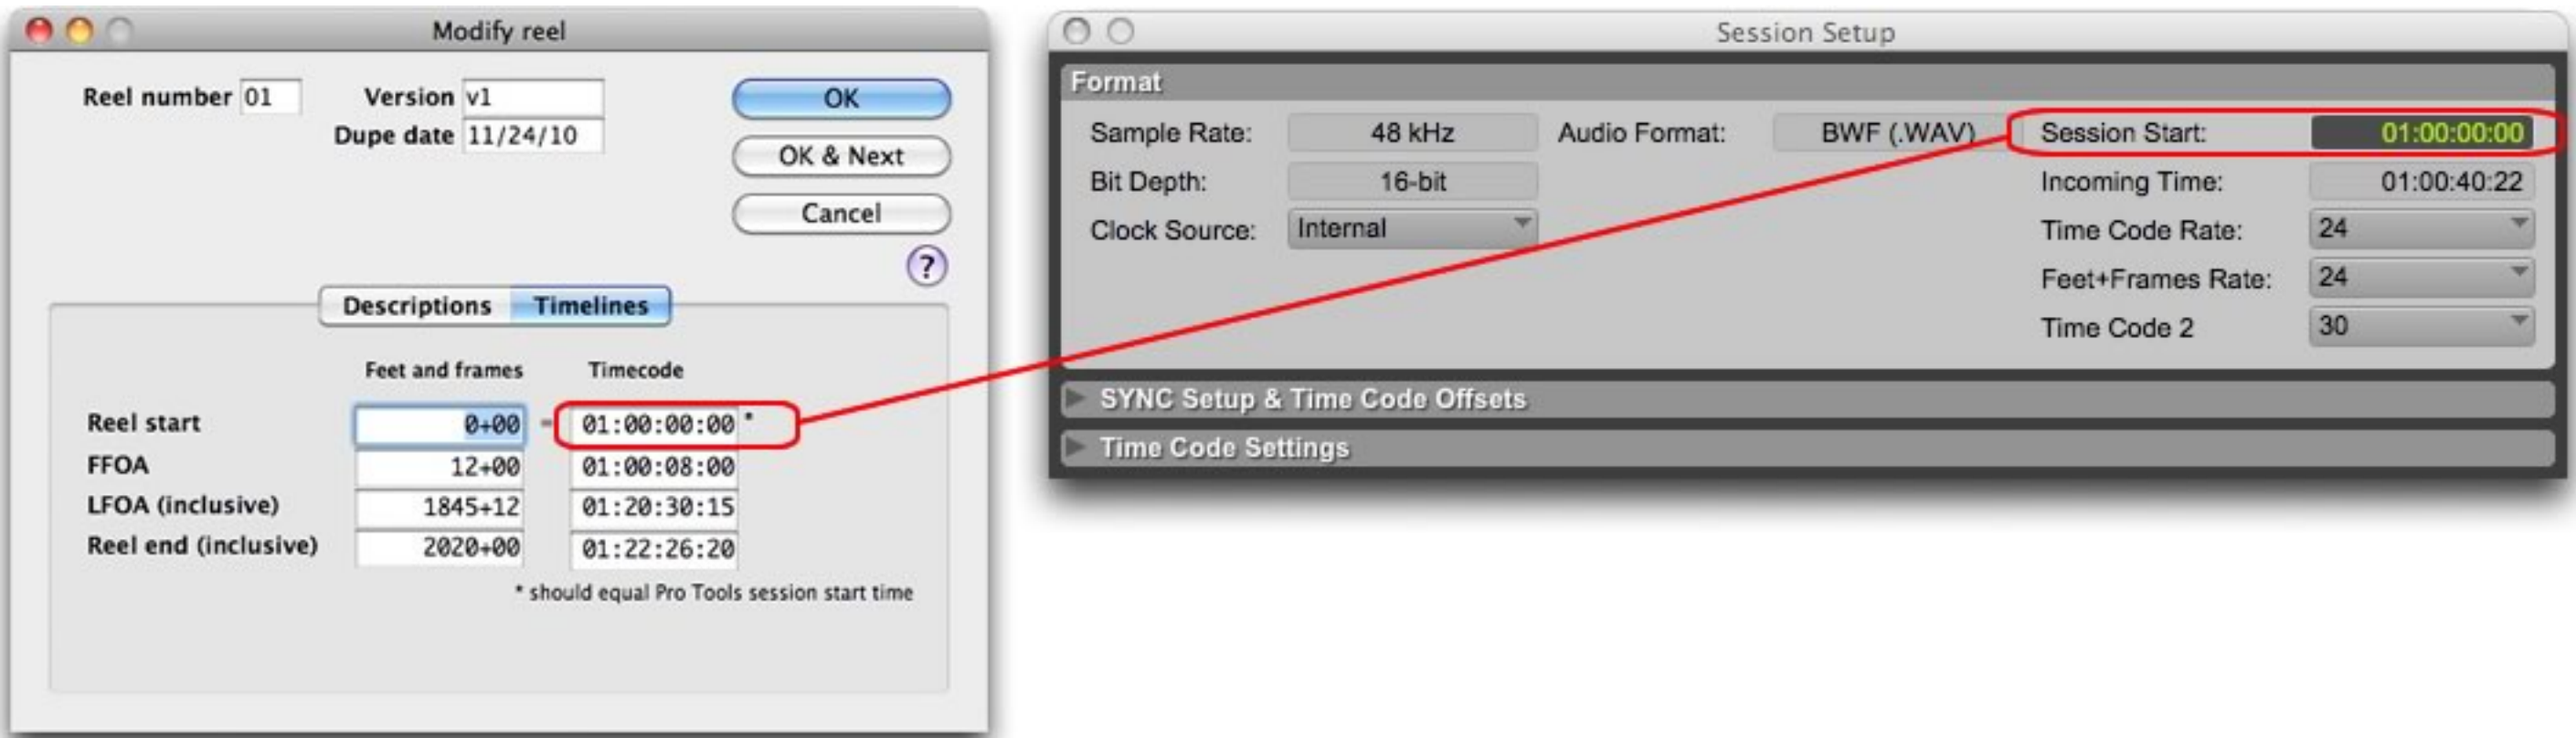 Modify reel
Reel number 01 Version v1 OK
Dupe date 11/24/10
OK & Next
Cancel
?
Descriptions Timelines
Feet and frames Timecode
Reel start 0+00 = 01:00:00:00 *
FFOA 12+00 01:00:08:00
LFOA (inclusive) 1845+12 01:20:30:15
Reel end (inclusive) 2020+00 01:22:26:20
* should equal Pro Tools session start time
Session Setup
Format
Sample Rate: 48 kHz Audio Format: BWF (.WAV) Session Start: 01:00:00:00
Bit Depth: 16-bit Incoming Time: 01:00:40:22
Clock Source: Internal Time Code Rate: 24
Feet+Frames Rate: 24
Time Code 2 30
SYNC Setup & Time Code Offsets
Time Code Settings